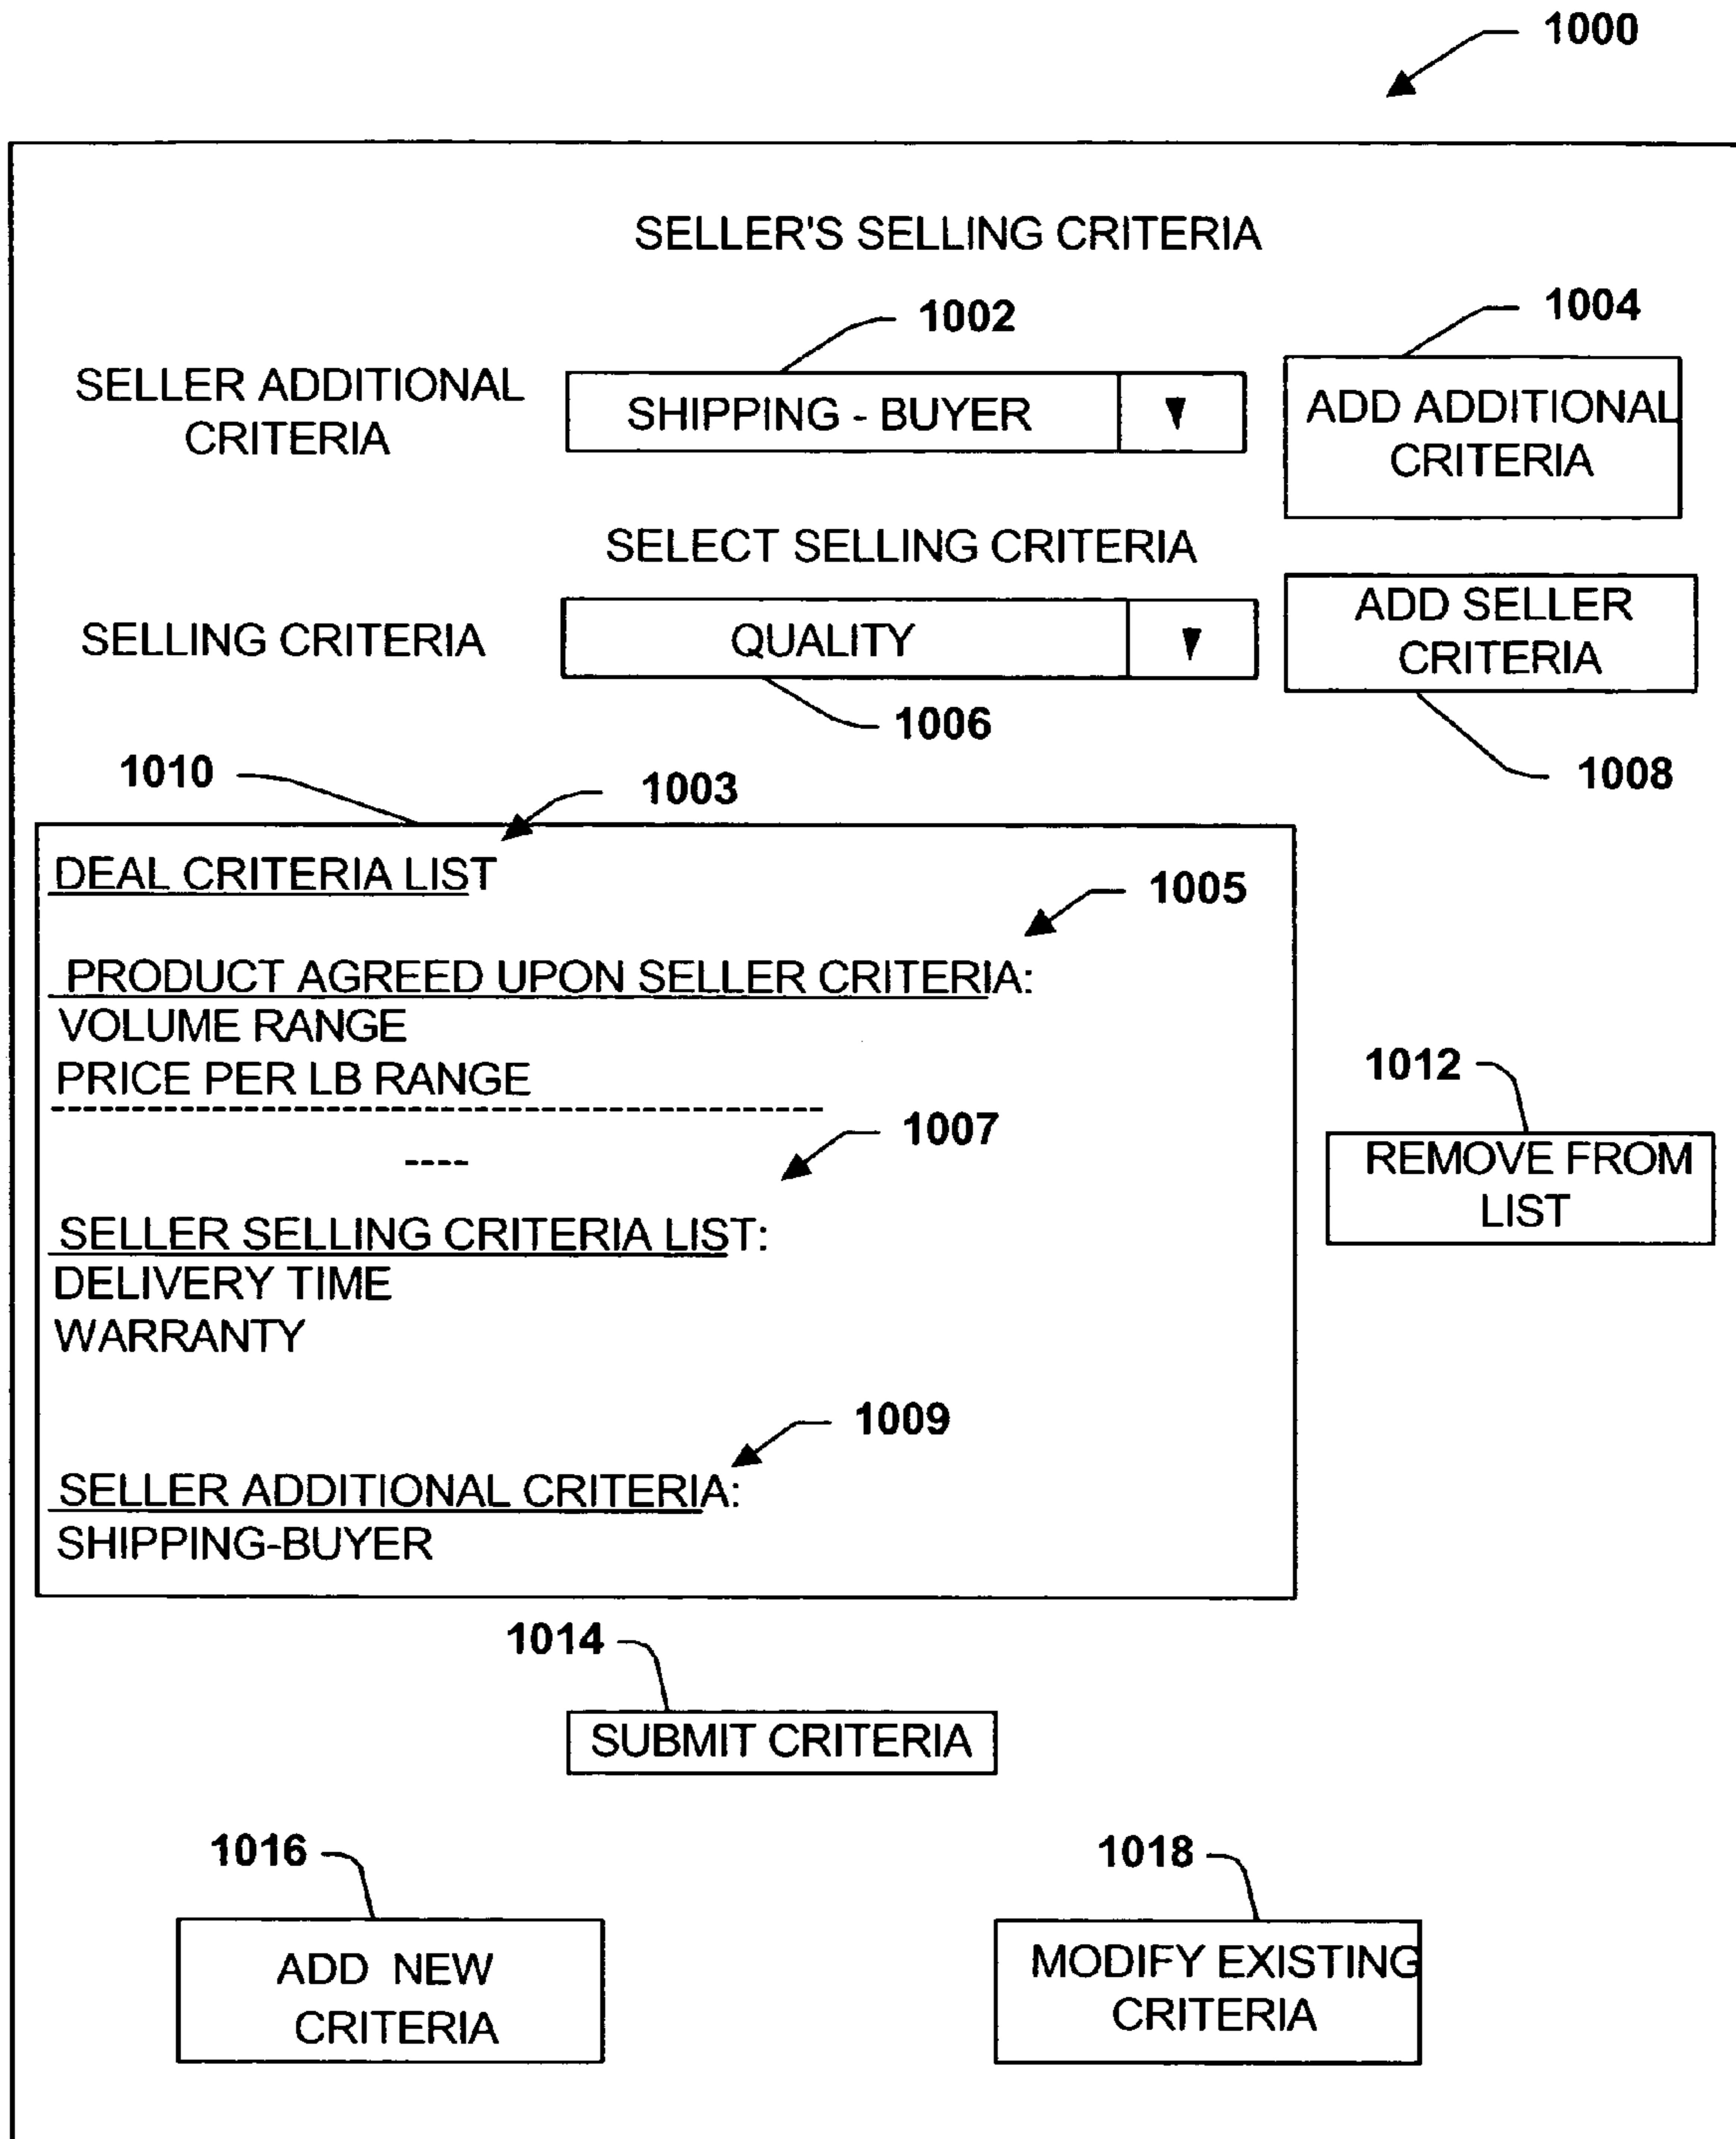 1000
SELLER'S SELLING CRITERIA
1002
1004
SELLER ADDITIONAL
CRITERIA
SHIPPING - BUYER
ADD ADDITIONAL
CRITERIA
SELECT SELLING CRITERIA
SELLING CRITERIA
QUALITY
ADD SELLER
CRITERIA
1006
1008
1010
1003
DEAL CRITERIA LIST
1005
PRODUCT AGREED UPON SELLER CRITERIA:
VOLUME RANGE
PRICE PER LB RANGE
1012
1007
REMOVE FROM
LIST
SELLER SELLING CRITERIA LIST:
DELIVERY TIME
WARRANTY
1009
SELLER ADDITIONAL CRITERIA:
SHIPPING-BUYER
1014
SUBMIT CRITERIA
1016
1018
ADD NEW
CRITERIA
MODIFY EXISTING
CRITERIA